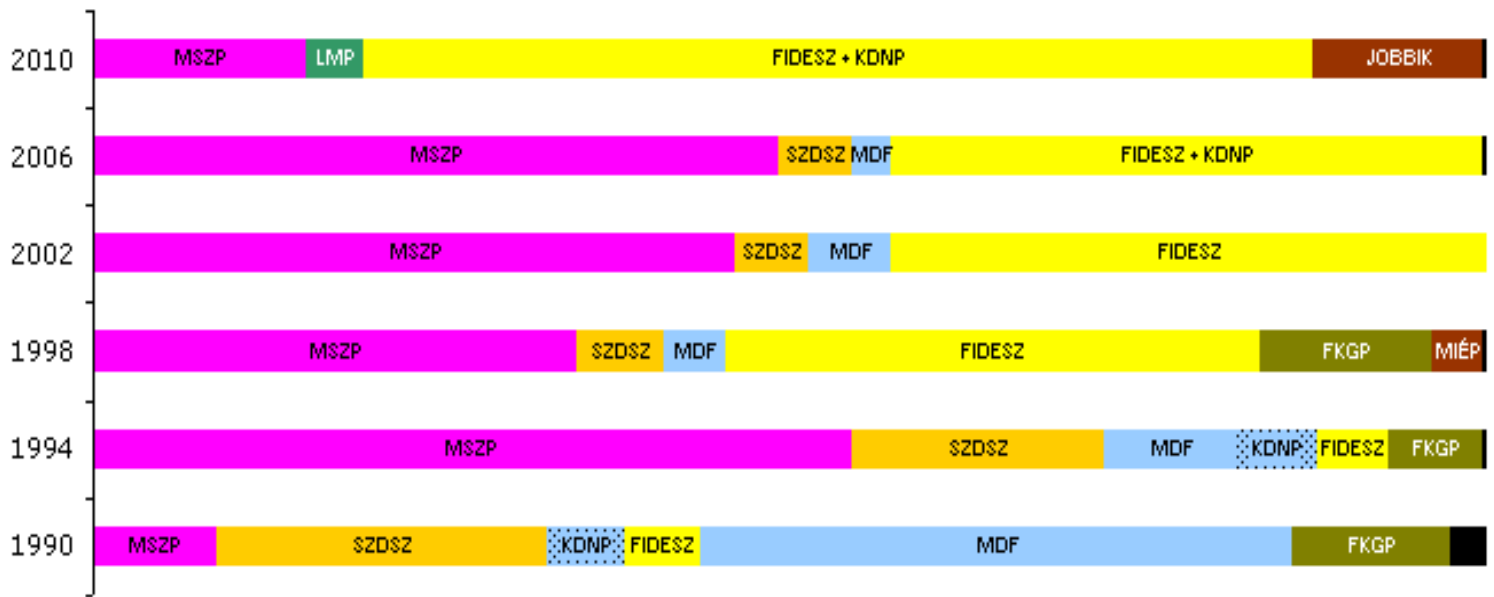 2010 MSZP LMP FIDESZ + KDNP JOBBIK
2006 MSZP SZDSZ MDF FIDESZ + KDNP
2002 MSZP SZDSZ MDF FIDESZ
1998 MSZP SZDSZ MDF FIDESZ FKGP MIÉP
1994 MSZP SZDSZ MDF KDNP FIDESZ FKGP
1990 MSZP SZDSZ KDNP FIDESZ MDF FKGP